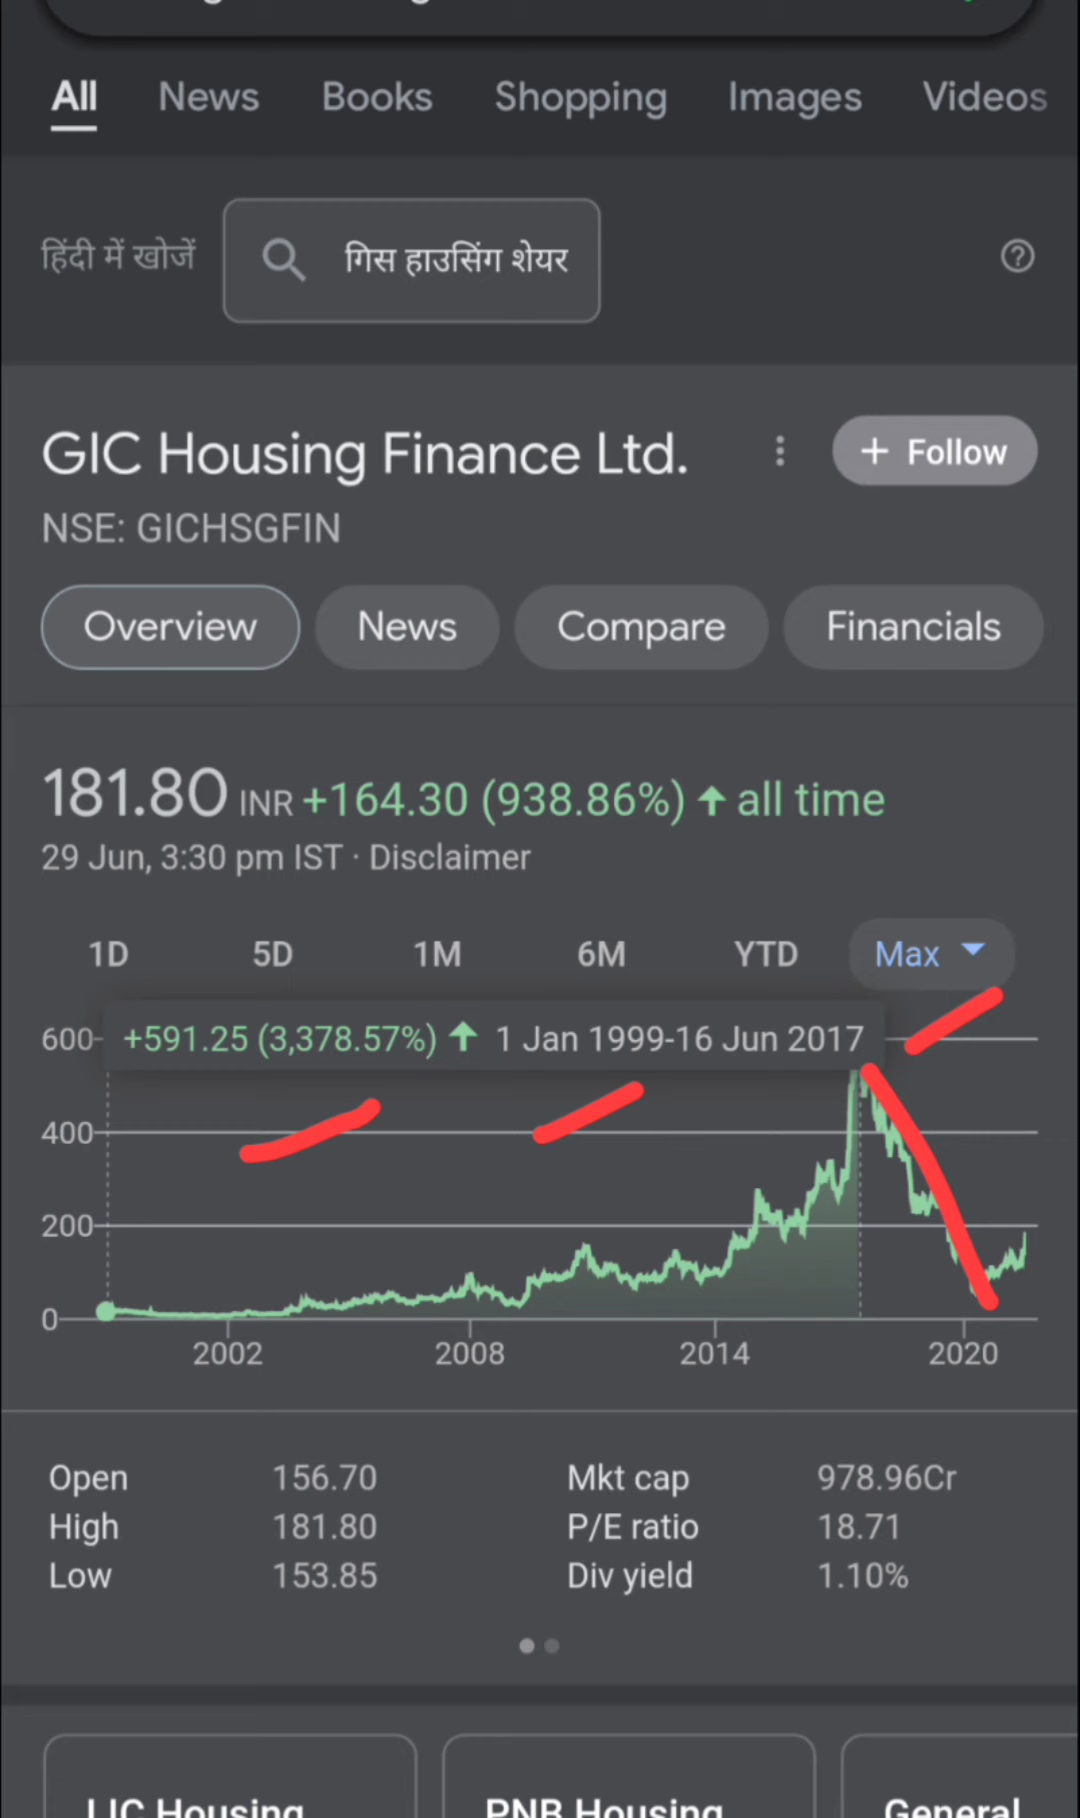 All News Books Shopping Images Videos
हिंदी में खोजें गिस हाउसिंग शेयर
GIC Housing Finance Ltd. + Follow
NSE: GICHSGFIN
Overview News Compare Financials
181.80 INR +164.30 (938.86%) ↑ all time
29 Jun, 3:30 pm IST · Disclaimer
1D 5D 1M 6M YTD Max
600 +591.25 (3,378.57%) ↑ 1 Jan 1999-16 Jun 2017
400
200
0
2002 2008 2014 2020
Open 156.70 Mkt cap 978.96Cr
High 181.80 P/E ratio 18.71
Low 153.85 Div yield 1.10%
LIC Housing PNB Housing General